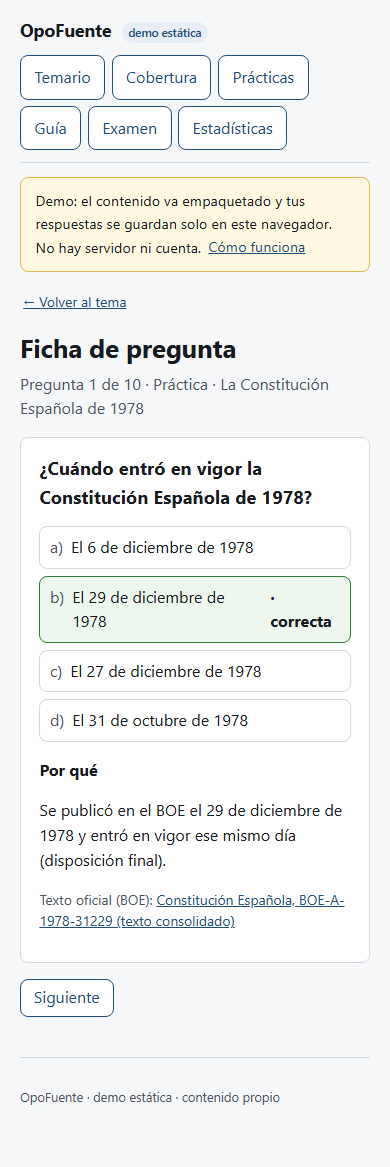 OpoFuente demo estática
Temario Cobertura Prácticas
Guía Examen Estadísticas
Demo: el contenido va empaquetado y tus
respuestas se guardan solo en este navegador.
No hay servidor ni cuenta. Cómo funciona
← Volver al tema
Ficha de pregunta
Pregunta 1 de 10 · Práctica · La Constitución
Española de 1978
¿Cuándo entró en vigor la
Constitución Española de 1978?
a) El 6 de diciembre de 1978
b) El 29 de diciembre de ·
1978 correcta
c) El 27 de diciembre de 1978
d) El 31 de octubre de 1978
Por qué
Se publicó en el BOE el 29 de diciembre de
1978 y entró en vigor ese mismo día
(disposición final).
Texto oficial (BOE): Constitución Española, BOE-A-
1978-31229 (texto consolidado)
Siguiente
OpoFuente · demo estática · contenido propio